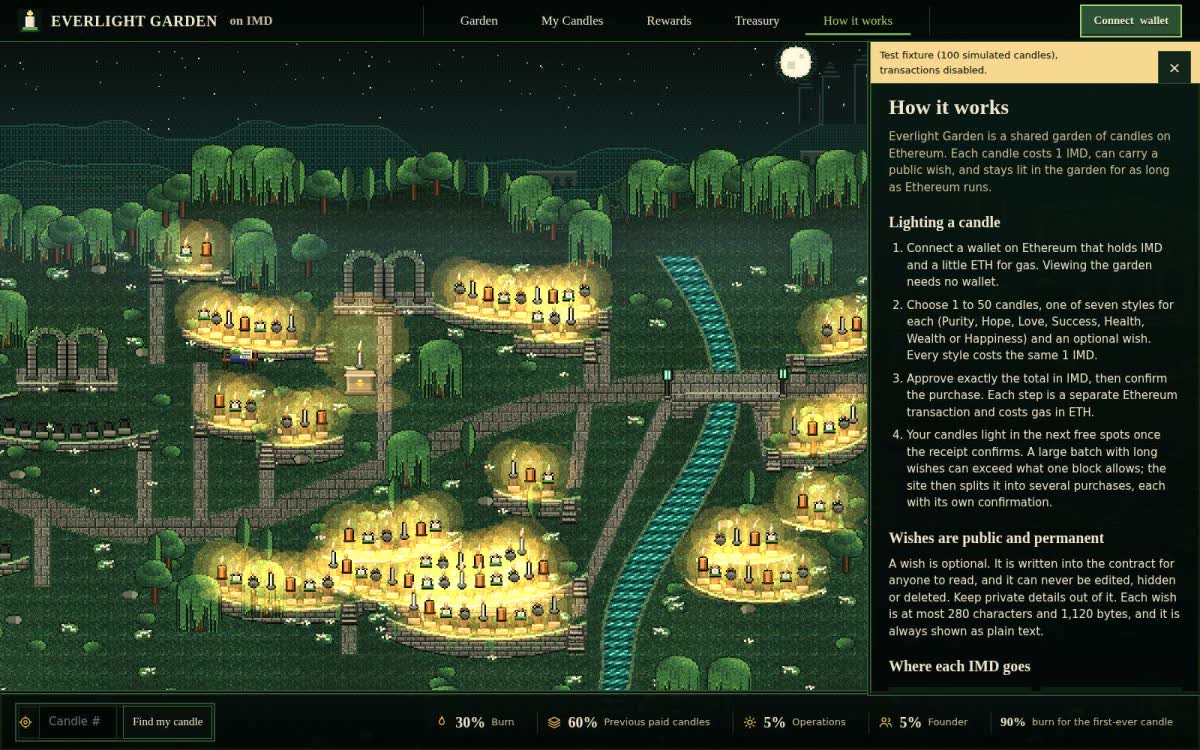 EVERLIGHT GARDEN on IMD
Garden
My Candles
Rewards
Treasury
How it works
Connect wallet
Test fixture (100 simulated candles),
transactions disabled.
How it works
Everlight Garden is a shared garden of candles on
Ethereum. Each candle costs 1 IMD, can carry a
public wish, and stays lit in the garden for as long
as Ethereum runs.
Lighting a candle
1. Connect a wallet on Ethereum that holds IMD
and a little ETH for gas. Viewing the garden
needs no wallet.
2. Choose 1 to 50 candles, one of seven styles for
each (Purity, Hope, Love, Success, Health,
Wealth or Happiness) and an optional wish.
Every style costs the same 1 IMD.
3. Approve exactly the total in IMD, then confirm
the purchase. Each step is a separate Ethereum
transaction and costs gas in ETH.
4. Your candles light in the next free spots once
the receipt confirms. A large batch with long
wishes can exceed what one block allows; the
site then splits it into several purchases, each
with its own confirmation.
Wishes are public and permanent
A wish is optional. It is written into the contract for
anyone to read, and it can never be edited, hidden
or deleted. Keep private details out of it. Each wish
is at most 280 characters and 1,120 bytes, and it is
always shown as plain text.
Where each IMD goes
Candle #
Find my candle
30% Burn
60% Previous paid candles
5% Operations
5% Founder
90% burn for the first-ever candle